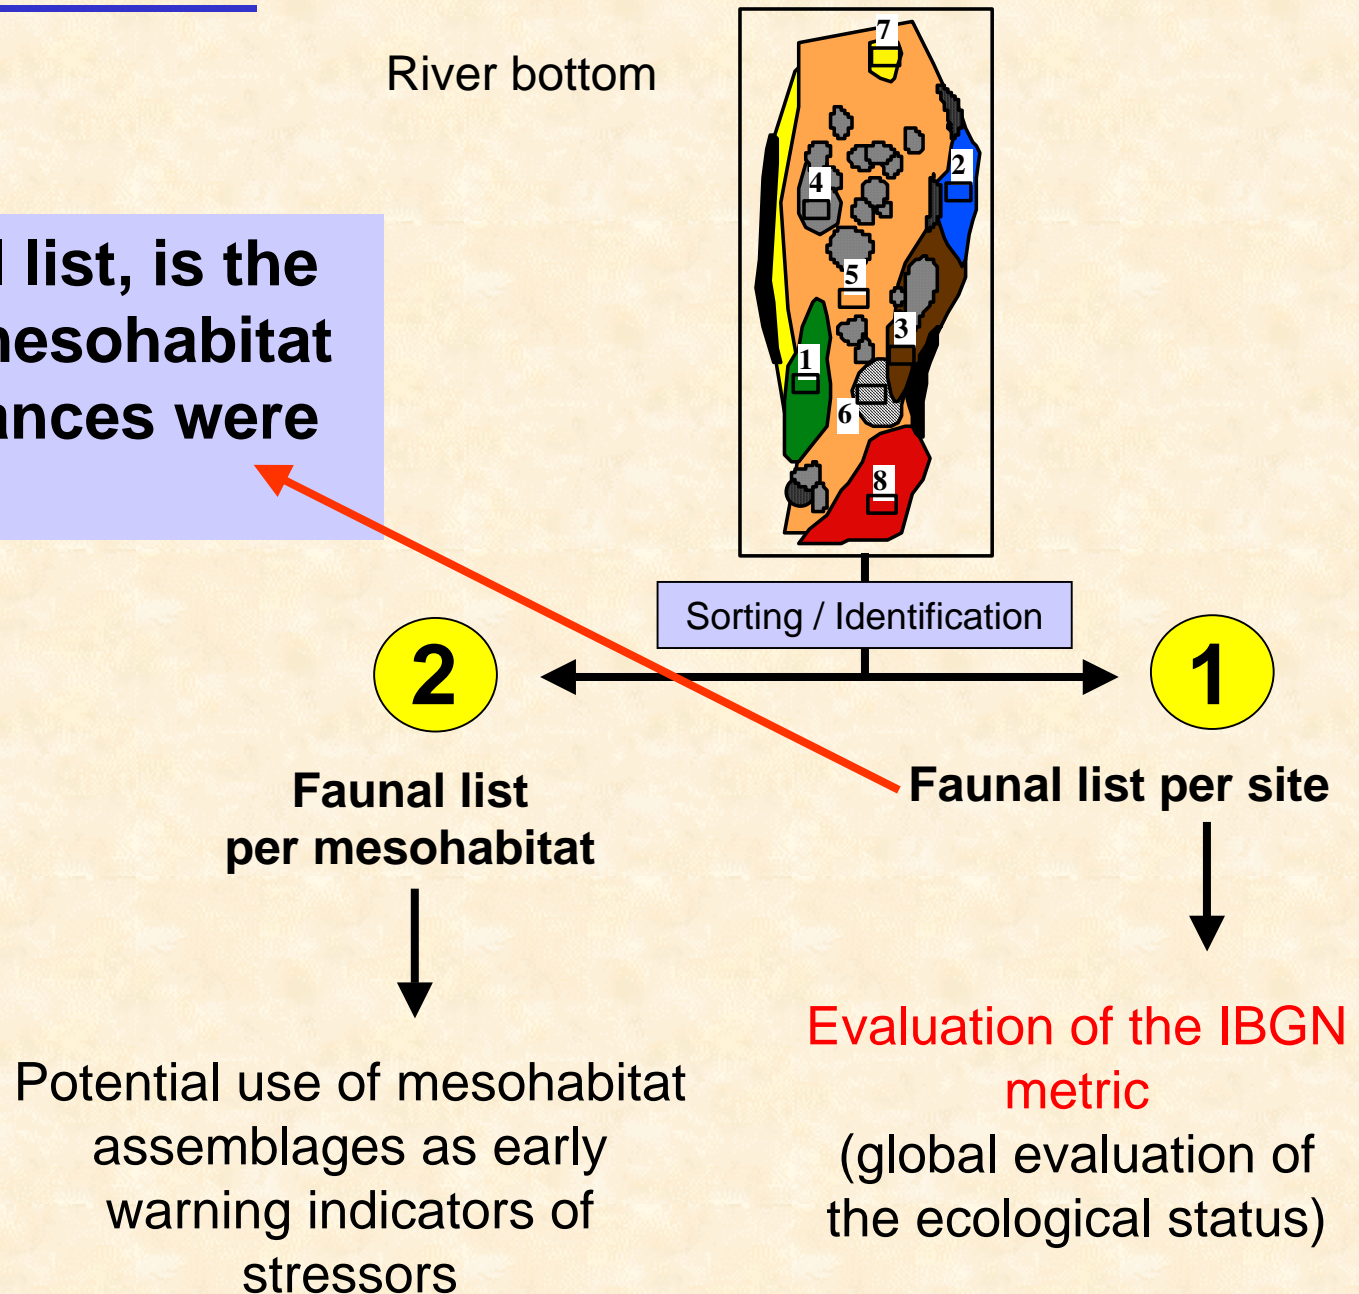 River bottom
7
2
4
5
3
1
6
8
list, is the
mesohabitat
were
Sorting / Identification
2
1
Faunal list
per mesohabitat
Faunal list per site
Potential use of mesohabitat
assemblages as early
warning indicators of
stressors
Evaluation of the IBGN
metric
(global evaluation of
the ecological status)